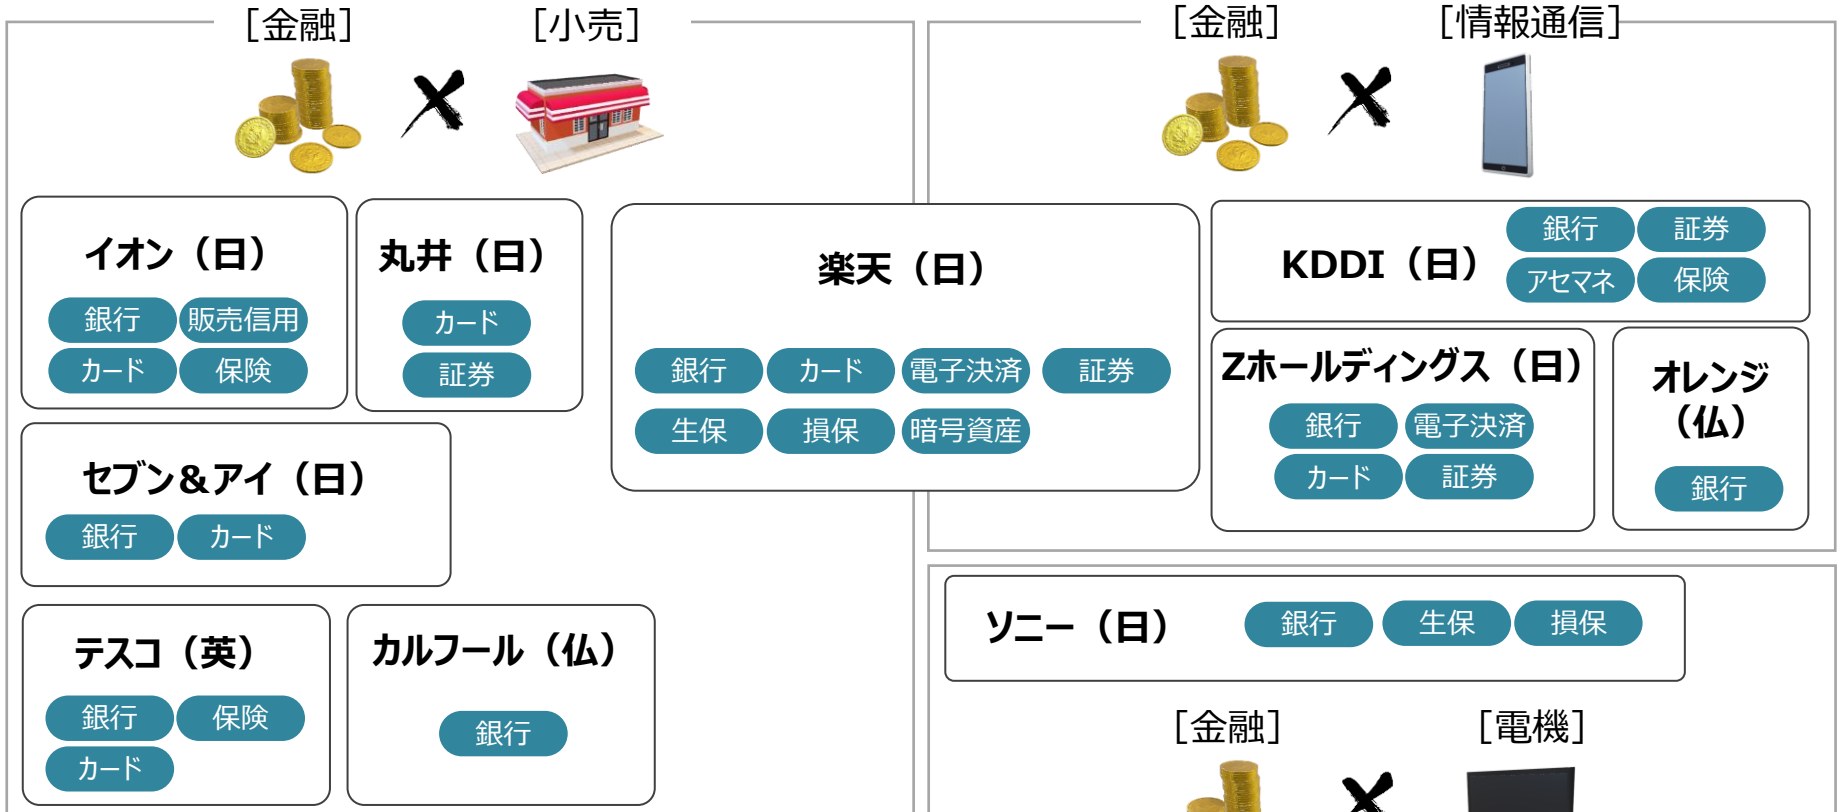 ［金融］ ［小売］
イオン（日）
銀行 販売信用
カード 保険
丸井（日）
カード
証券
楽天（日）
銀行 カード 電子決済 証券
生保 損保 暗号資産
セブン＆アイ（日）
銀行 カード
テスコ（英）
銀行 保険
カード
カルフール（仏）
銀行
［金融］ ［情報通信］
KDDI（日）
銀行 証券
アセマネ 保険
Zホールディングス（日）
銀行 電子決済
カード 証券
オレンジ
（仏）
銀行
ソニー（日） 銀行 生保 損保
［金融］ ［電機］